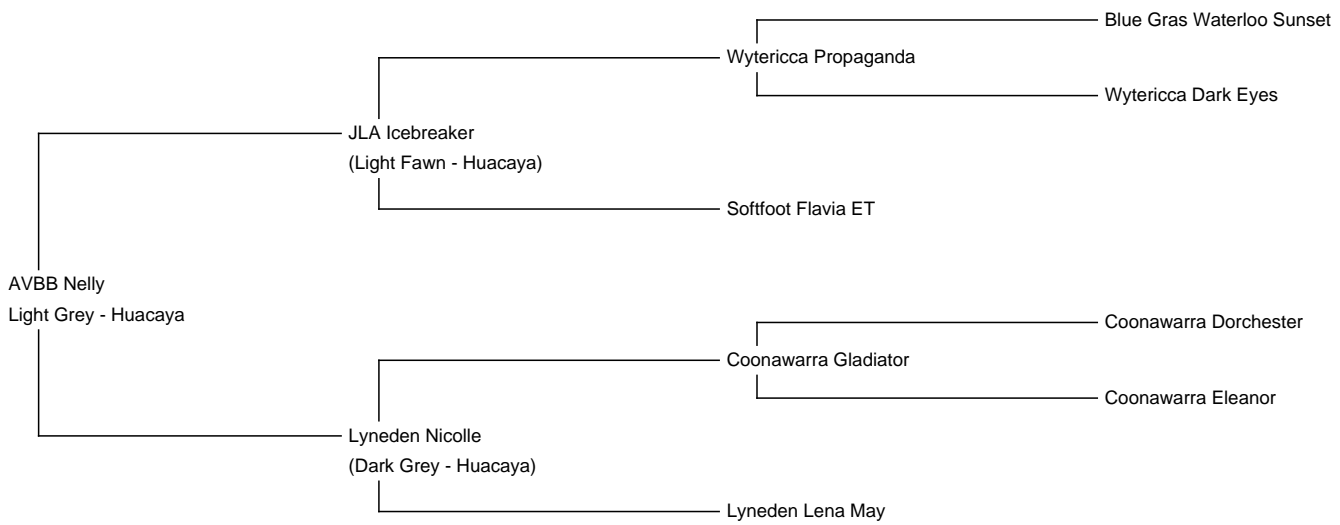 Blue Gras Waterloo Sunset
Wytericca Propaganda
Wytericca Dark Eyes
JLA Icebreaker
(Light Fawn - Huacaya)
Softfoot Flavia ET
AVBB Nelly
Light Grey - Huacaya
Coonawarra Dorchester
Coonawarra Gladiator
Coonawarra Eleanor
Lyneden Nicolle
(Dark Grey - Huacaya)
Lyneden Lena May